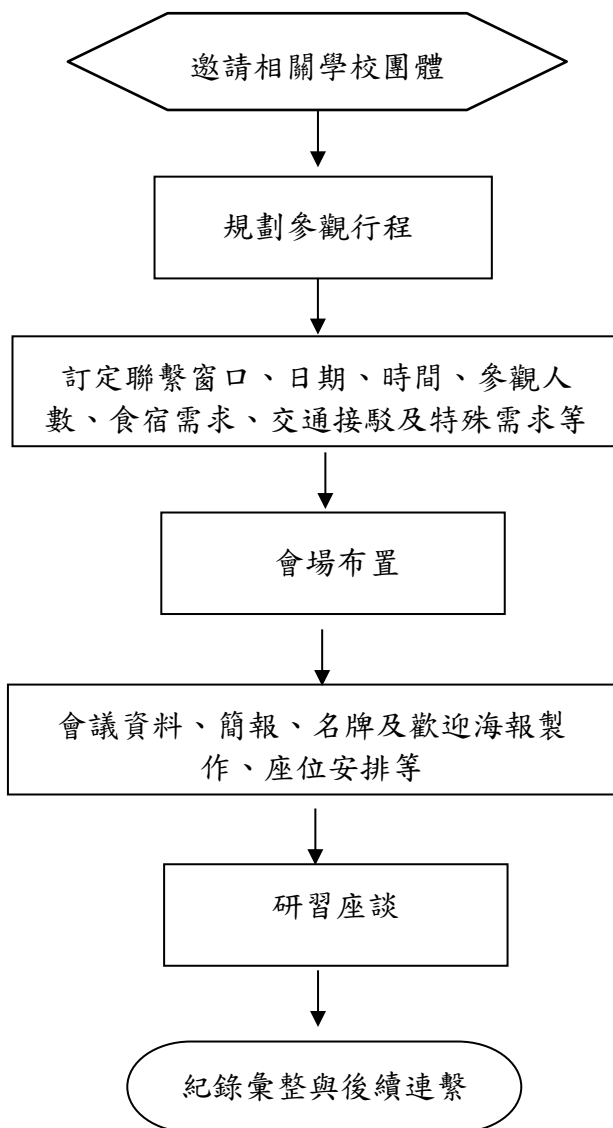 邀請相關學校團體
規劃參觀行程
訂定聯繫窗口、日期、時間、參觀人
數、食宿需求、交通接駁及特殊需求等
會場布置
會議資料、簡報、名牌及歡迎海報製
作、座位安排等
研習座談
紀錄彙整與後續連繫